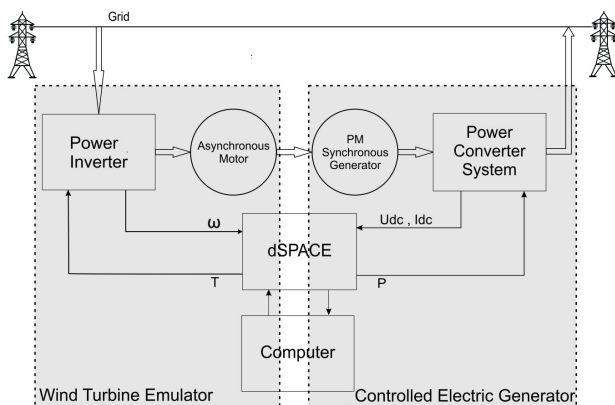 Grid
Power
Inverter
Asynchronous
Motor
PM
Synchronous
Generator
Power
Converter
System
ω
Udc , Idc
dSPACE
T
P
Computer
Wind Turbine Emulator
Controlled Electric Generator